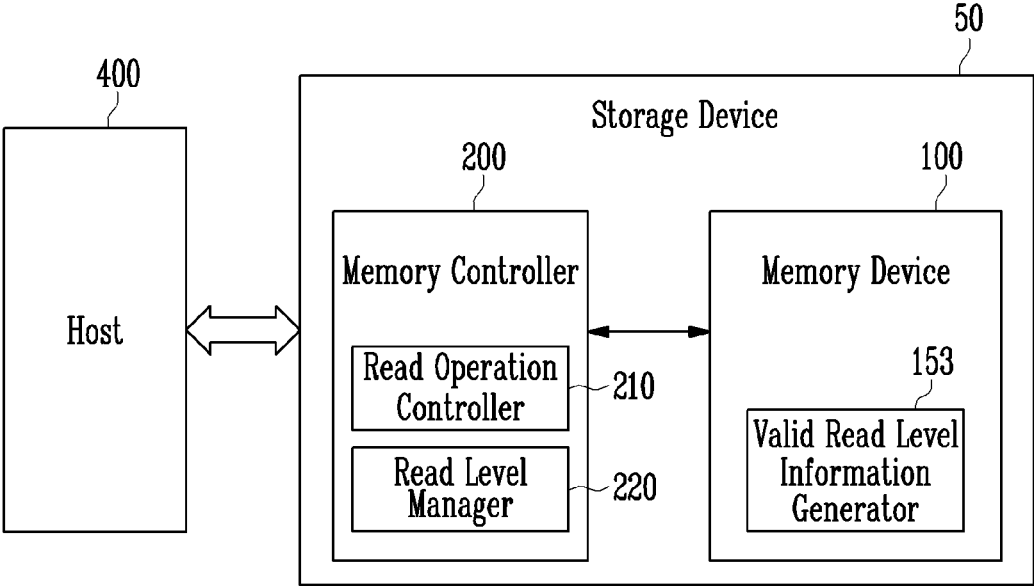 50
400
Storage Device
200
100
Memory Controller
Memory Device
Host
Read Operation
Controller
210
153
Valid Read Level
Information
Generator
Read Level
Manager
220